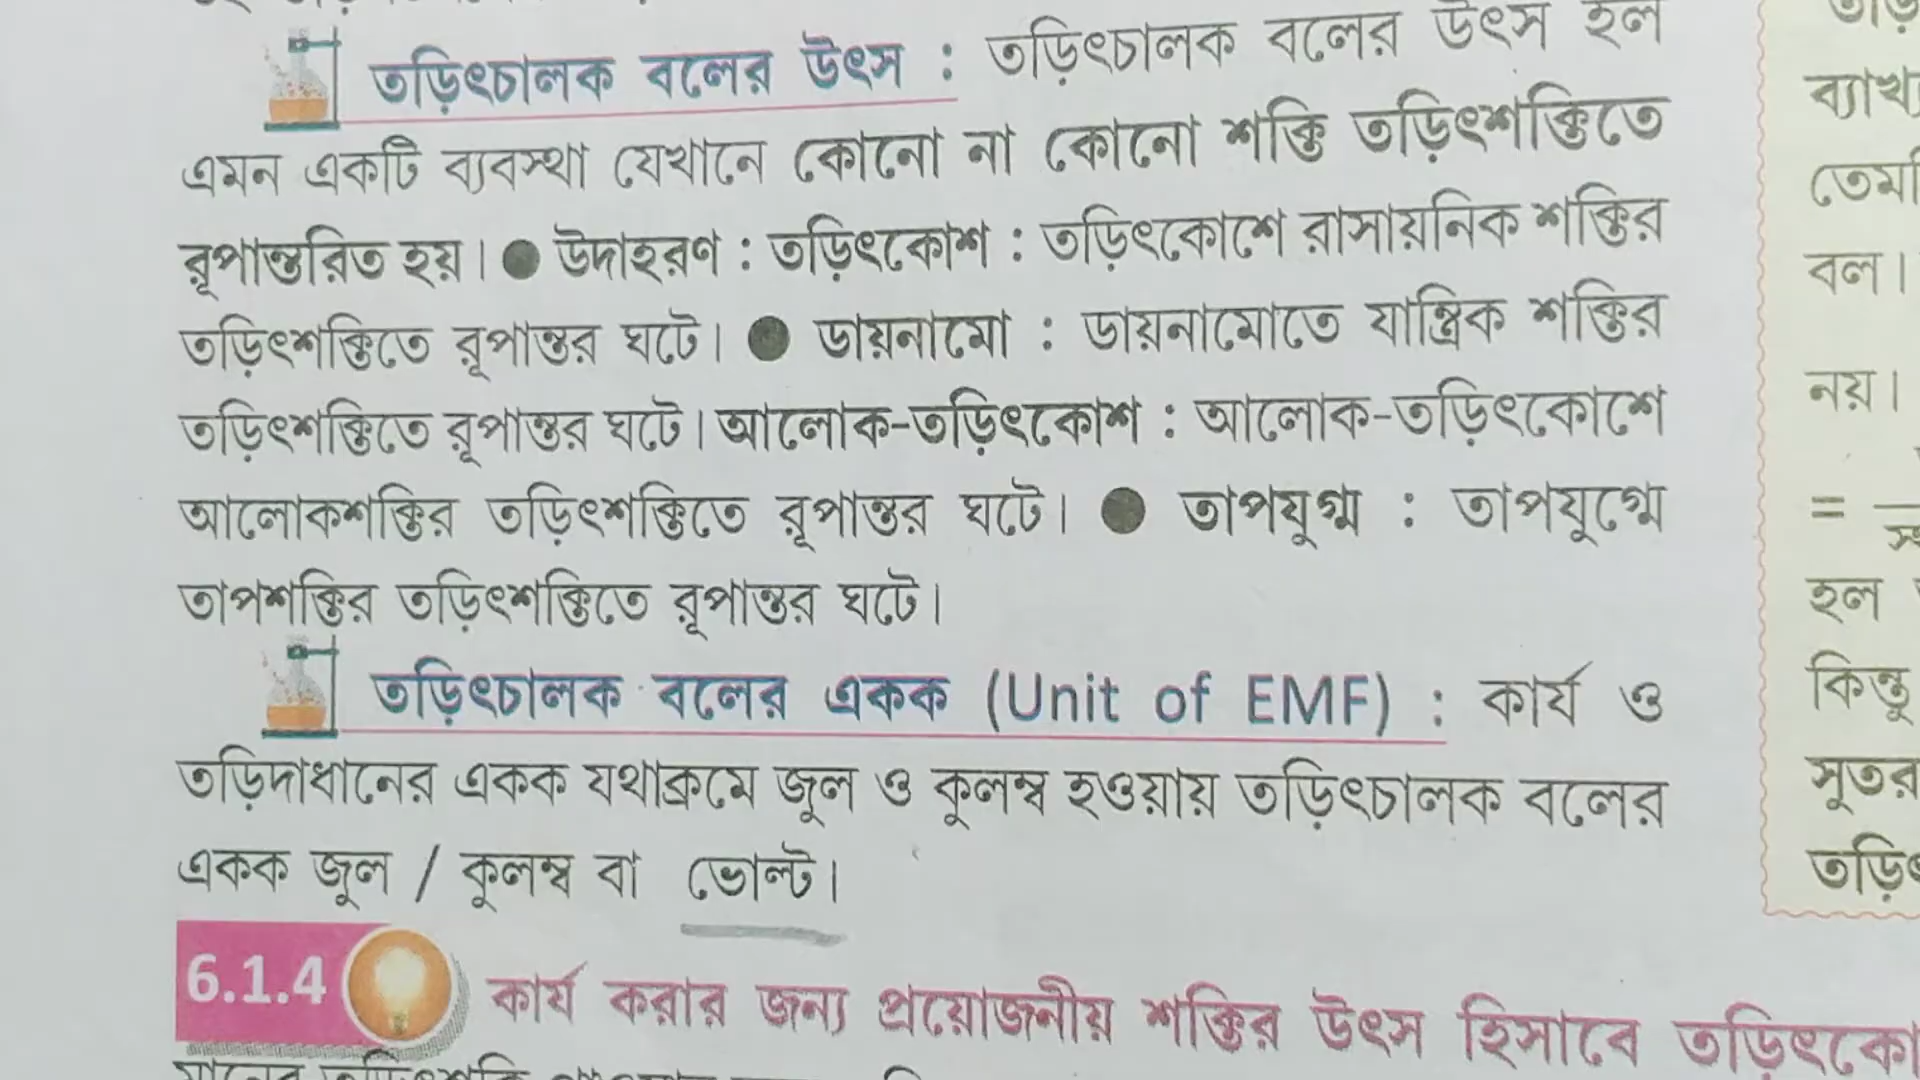 তড়িৎচালক বলের উৎস : তড়িৎচালক বলের উৎস হল
এমন একটি ব্যবস্থা যেখানে কোনো না কোনো শক্তি তড়িৎশক্তিতে
রূপান্তরিত হয়। ● উদাহরণ : তড়িৎকোশ : তড়িৎকোশে রাসায়নিক শক্তির
তড়িৎশক্তিতে রূপান্তর ঘটে। ● ডায়নামো : ডায়নামোতে যান্ত্রিক শক্তির
তড়িৎশক্তিতে রূপান্তর ঘটে। আলোক-তড়িৎকোশ : আলোক-তড়িৎকোশে
আলোকশক্তির তড়িৎশক্তিতে রূপান্তর ঘটে। ● তাপযুগ্ম : তাপযুগ্মে
তাপশক্তির তড়িৎশক্তিতে রূপান্তর ঘটে।
তড়িৎচালক বলের একক (Unit of EMF) : কার্য ও
তড়িদাধানের একক যথাক্রমে জুল ও কুলম্ব হওয়ায় তড়িৎচালক বলের
একক জুল / কুলম্ব বা ভোল্ট।
6.1.4 কার্য করার জন্য প্রয়োজনীয় শক্তির উৎস হিসাবে তড়িৎকো
বল।
নয়।
=
হল
কিন্তু